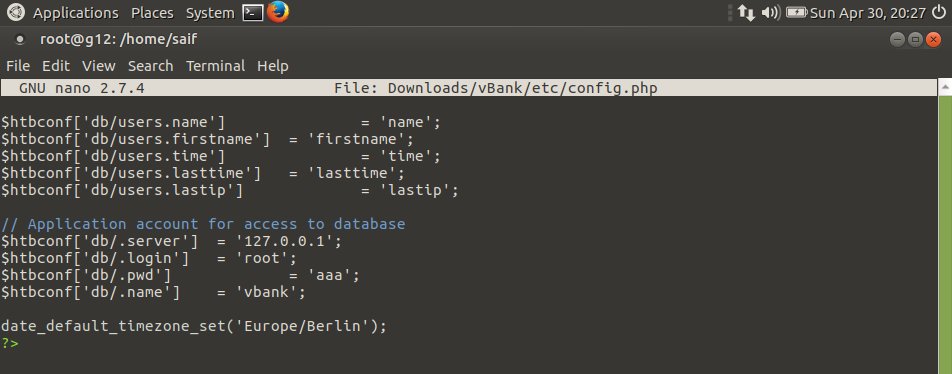 Applications Places System Sun Apr 30, 20:27
root@g12: /home/saif
File Edit View Search Terminal Help
GNU nano 2.7.4 File: Downloads/vBank/etc/config.php
$htbconf['db/users.name'] = 'name';
$htbconf['db/users.firstname'] = 'firstname';
$htbconf['db/users.time'] = 'time';
$htbconf['db/users.lasttime'] = 'lasttime';
$htbconf['db/users.lastip'] = 'lastip';
// Application account for access to database
$htbconf['db/.server'] = '127.0.0.1';
$htbconf['db/.login'] = 'root';
$htbconf['db/.pwd'] = 'aaa';
$htbconf['db/.name'] = 'vbank';
date_default_timezone_set('Europe/Berlin');
?>